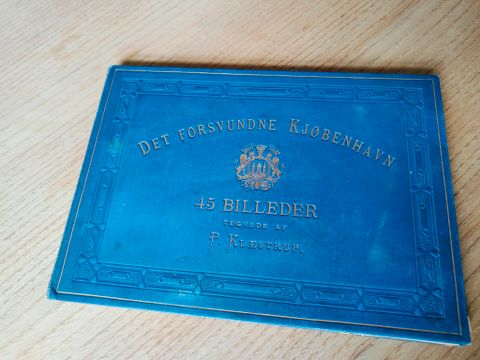 DET FORSVUNDNE KJØBENHAVN
45 BILLEDER
TEGNEDE AF
P. KLÆSTRUP.